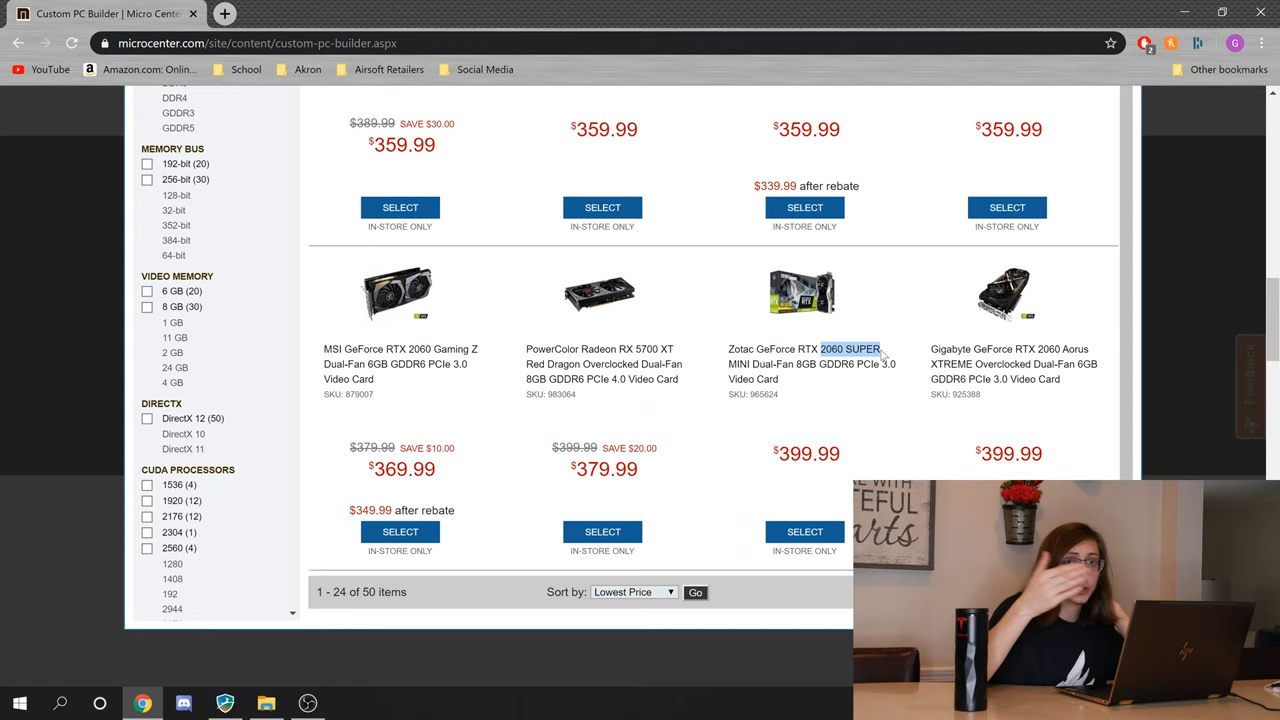 Custom PC Builder | Micro Center
microcenter.com/site/content/custom-pc-builder.aspx
2
G
YouTube
Amazon.com: Onlin...
School
Akron
Airsoft Retailers
Social Media
Other bookmarks
DDR4
GDDR3
GDDR5
MEMORY BUS
192-bit (20)
256-bit (30)
128-bit
32-bit
352-bit
384-bit
64-bit
VIDEO MEMORY
6 GB (20)
8 GB (30)
1 GB
11 GB
2 GB
24 GB
4 GB
DIRECTX
DirectX 12 (50)
DirectX 10
DirectX 11
CUDA PROCESSORS
1536 (4)
1920 (12)
2176 (12)
2304 (1)
2560 (4)
1280
1408
192
2944
$389.99 SAVE $30.00
$359.99
SELECT
IN-STORE ONLY
$359.99
SELECT
IN-STORE ONLY
$359.99
$339.99 after rebate
SELECT
IN-STORE ONLY
$359.99
SELECT
IN-STORE ONLY
MSI GeForce RTX 2060 Gaming Z
Dual-Fan 6GB GDDR6 PCIe 3.0
Video Card
SKU: 879007
$379.99 SAVE $10.00
$369.99
$349.99 after rebate
SELECT
IN-STORE ONLY
PowerColor Radeon RX 5700 XT
Red Dragon Overclocked Dual-Fan
8GB GDDR6 PCIe 4.0 Video Card
SKU: 983064
$399.99 SAVE $20.00
$379.99
SELECT
IN-STORE ONLY
Zotac GeForce RTX 2060 SUPER
MINI Dual-Fan 8GB GDDR6 PCIe 3.0
Video Card
SKU: 965624
$399.99
SELECT
IN-STORE ONLY
Gigabyte GeForce RTX 2060 Aorus
XTREME Overclocked Dual-Fan 6GB
GDDR6 PCIe 3.0 Video Card
SKU: 925388
$399.99
1 - 24 of 50 items
Sort by: Lowest Price
Go
Feedback
WITH
TEFUL
arts